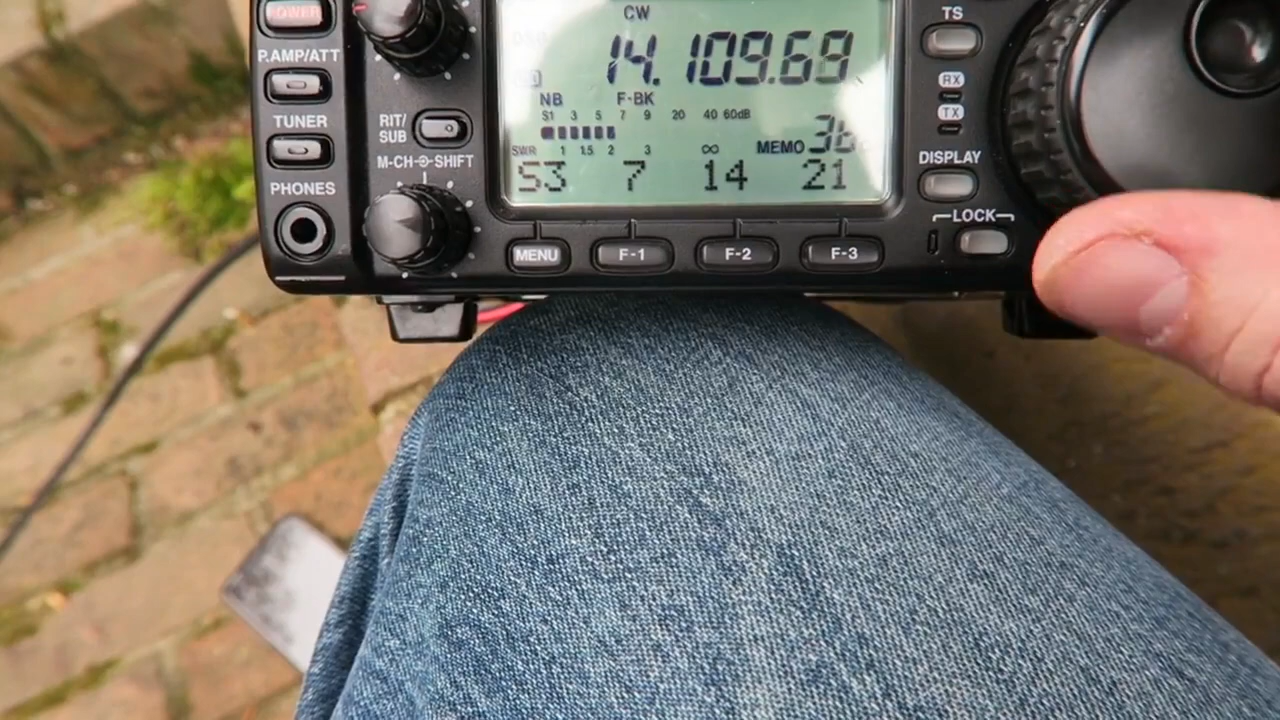 POWER
P.AMP/ATT
TUNER
PHONES
RIT/
SUB
M-CH SHIFT
CW
14.109.69
NB F-BK
S1 3 5 7 9 20 40 60dB
SWR 1 1.5 2 3 ∞ MEMO
S3 7 14 21
MENU F-1 F-2 F-3
TS
RX
TX
DISPLAY
LOCK